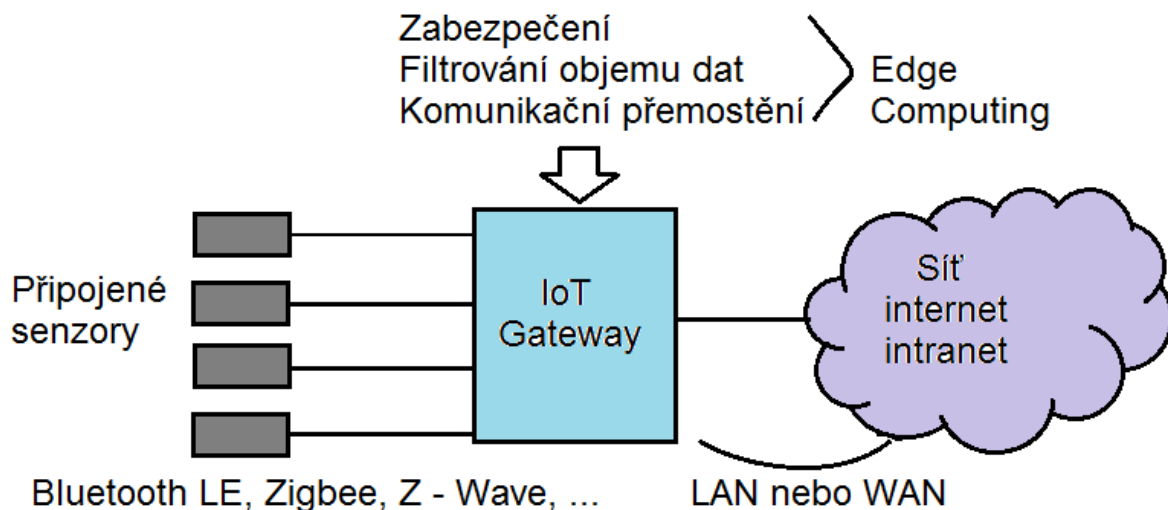 Zabezpečení
Filtrování objemu dat
Komunikační přemostění
Edge
Computing
Připojené
senzory
IoT
Gateway
Síť
internet
intranet
Bluetooth LE, Zigbee, Z - Wave, ...
LAN nebo WAN